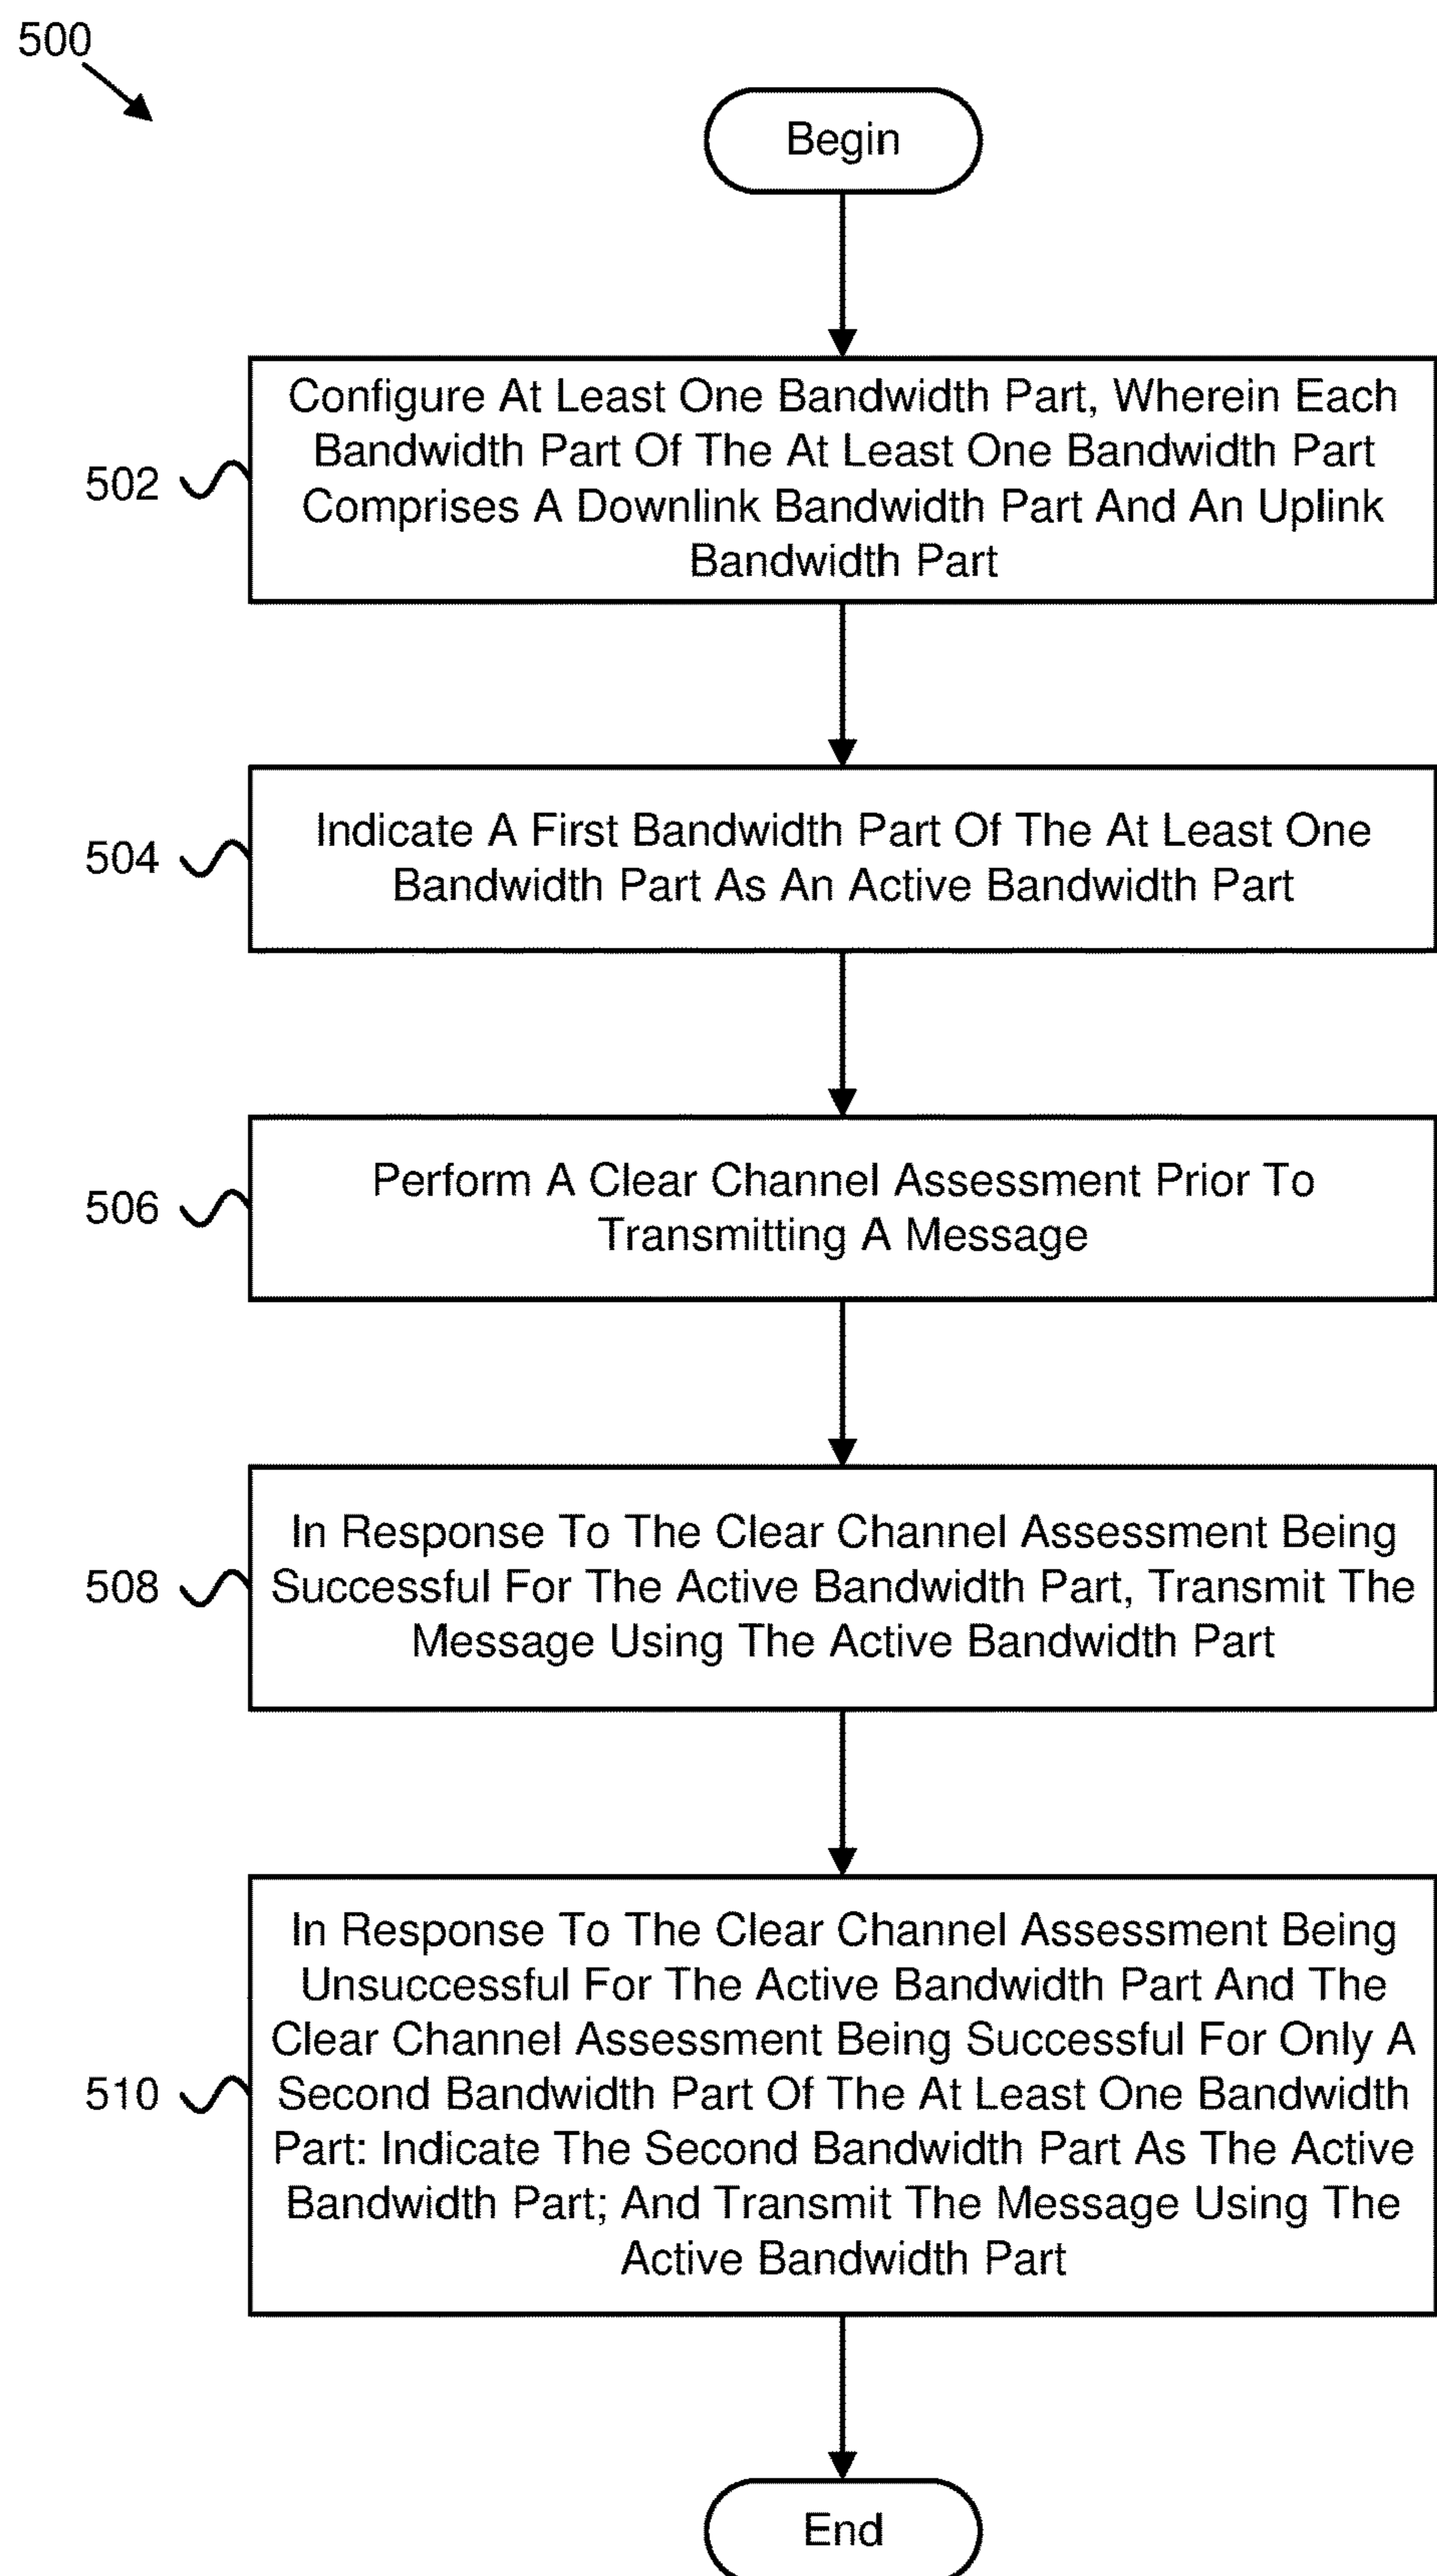 500
Begin
Configure At Least One Bandwidth Part, Wherein Each
Bandwidth Part Of The At Least One Bandwidth Part
Comprises A Downlink Bandwidth Part And An Uplink
Bandwidth Part
502
Indicate A First Bandwidth Part Of The At Least One
Bandwidth Part As An Active Bandwidth Part
504
Perform A Clear Channel Assessment Prior To
Transmitting A Message
506
In Response To The Clear Channel Assessment Being
Successful For The Active Bandwidth Part, Transmit The
Message Using The Active Bandwidth Part
508
In Response To The Clear Channel Assessment Being
Unsuccessful For The Active Bandwidth Part And The
Clear Channel Assessment Being Successful For Only A
Second Bandwidth Part Of The At Least One Bandwidth
Part: Indicate The Second Bandwidth Part As The Active
Bandwidth Part; And Transmit The Message Using The
Active Bandwidth Part
510
End